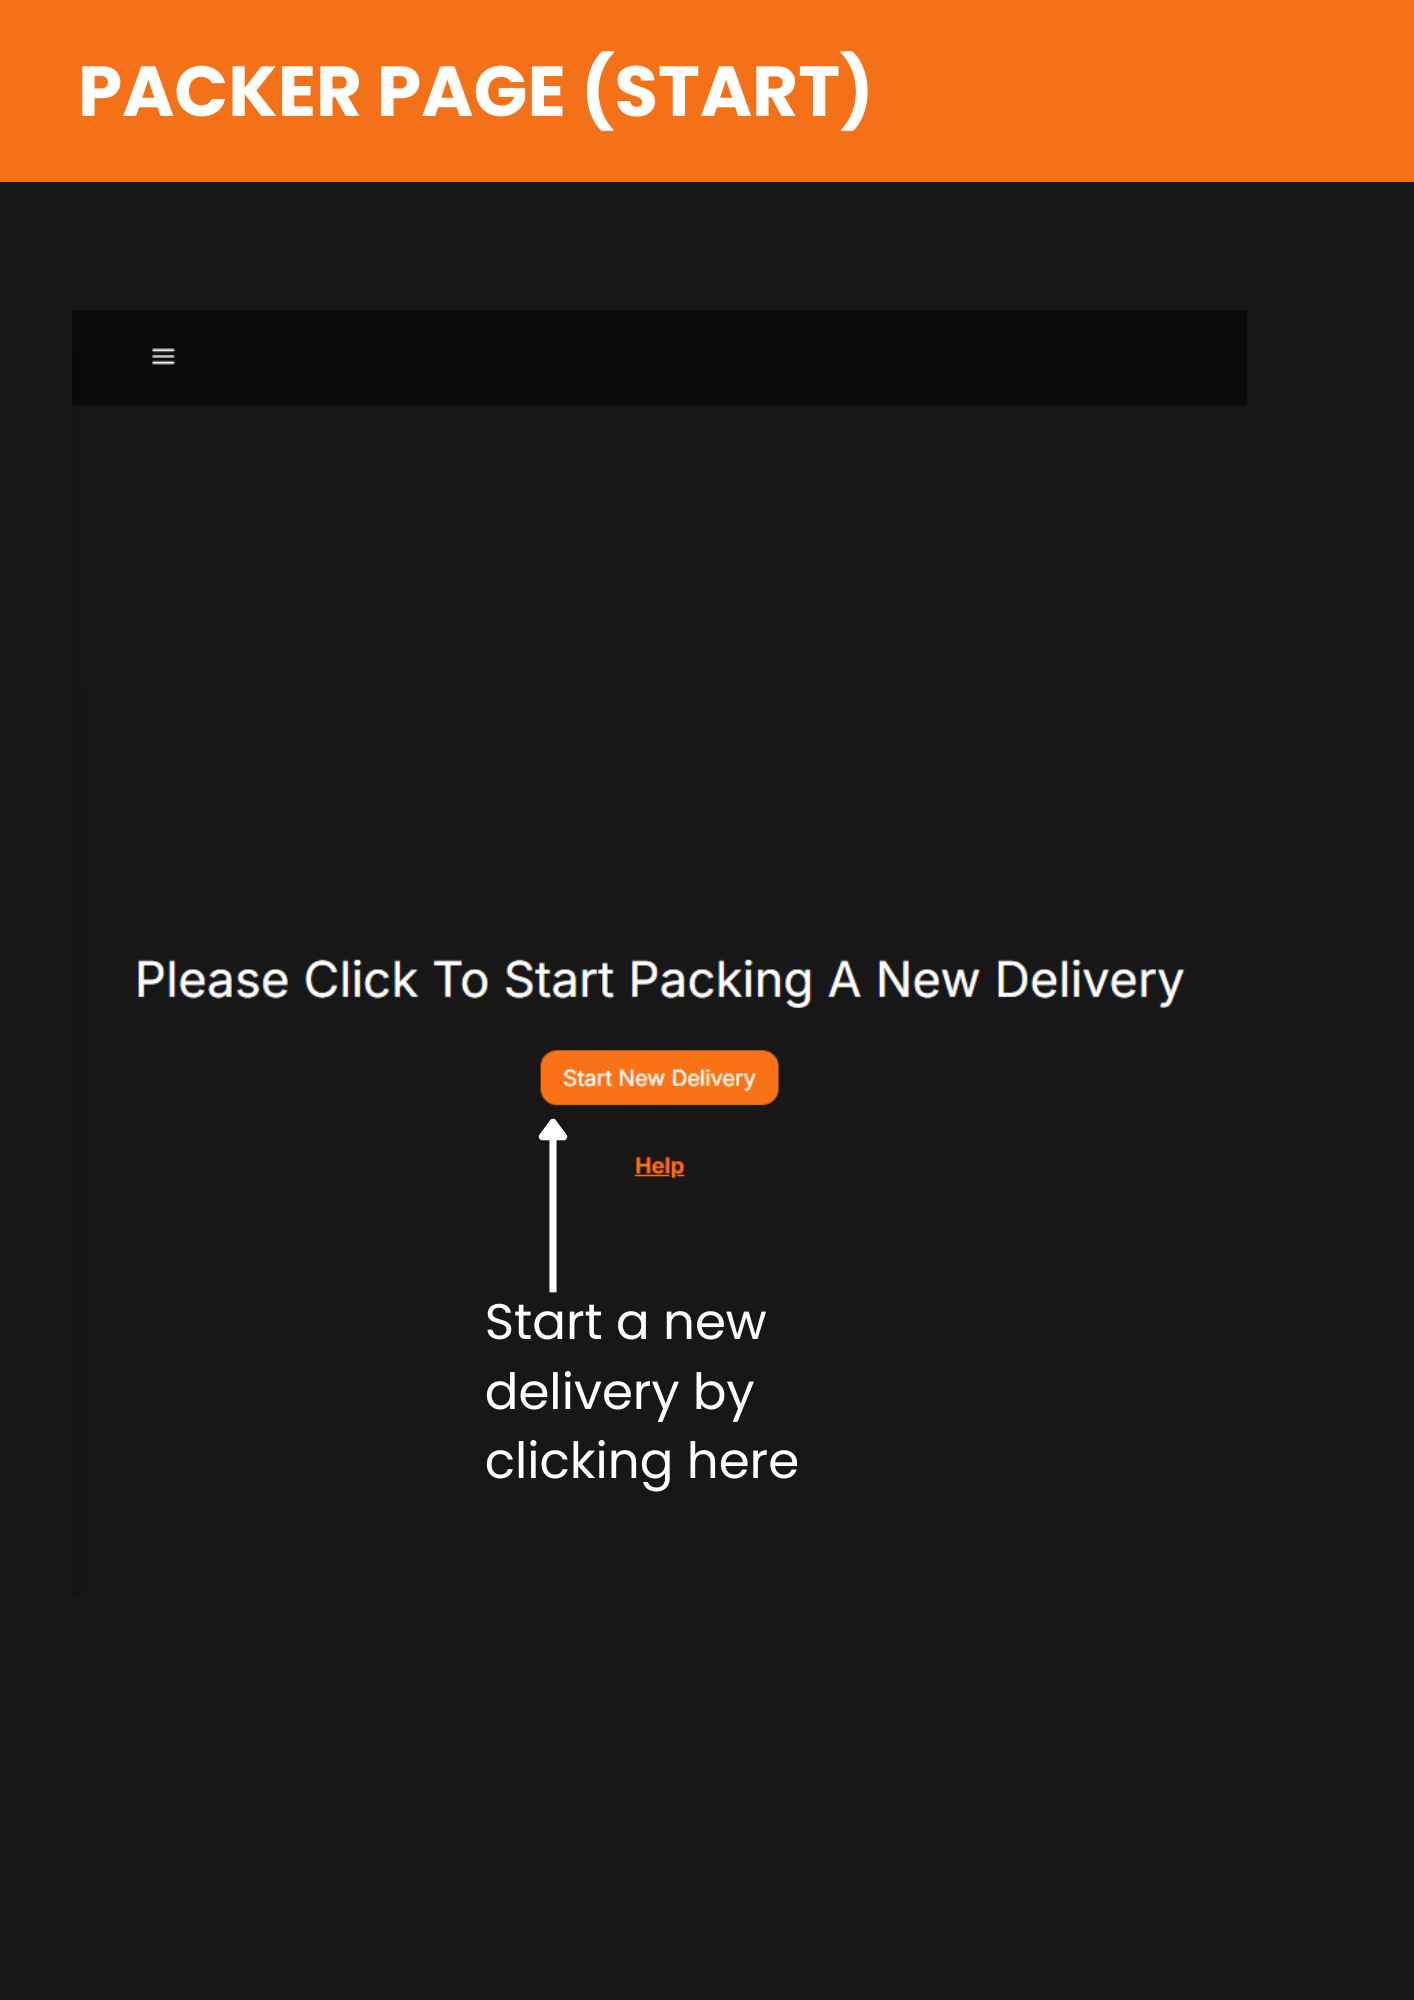 PACKER PAGE (START)
Please Click To Start Packing A New Delivery
Start New Delivery
Help
Start a new
delivery by
clicking here